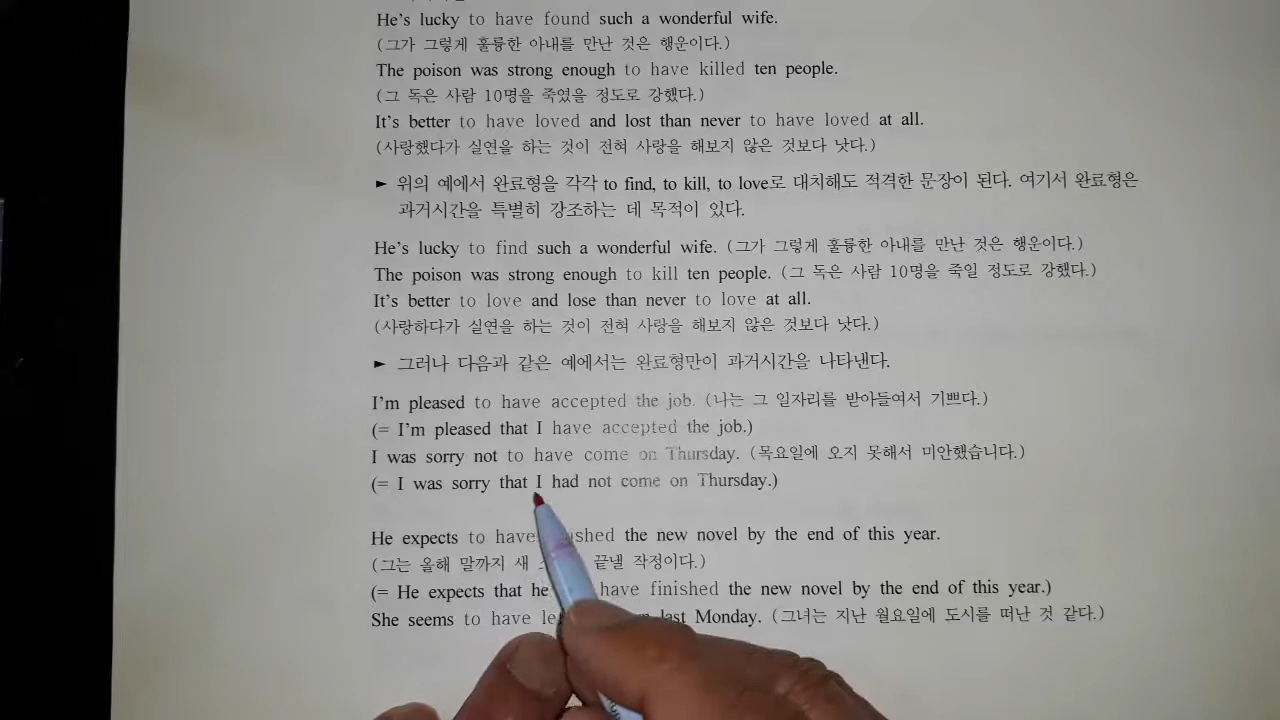 He's lucky to have found such a wonderful wife.
(그가 그렇게 훌륭한 아내를 만난 것은 행운이다.)
The poison was strong enough to have killed ten people.
(그 독은 사람 10명을 죽였을 정도로 강했다.)
It's better to have loved and lost than never to have loved at all.
(사랑했다가 실연을 하는 것이 전혀 사랑을 해보지 않은 것보다 낫다.)
► 위의 예에서 완료형을 각각 to find, to kill, to love로 대치해도 적격한 문장이 된다. 여기서 완료형은
과거시간을 특별히 강조하는 데 목적이 있다.
He's lucky to find such a wonderful wife. (그가 그렇게 훌륭한 아내를 만난 것은 행운이다.)
The poison was strong enough to kill ten people. (그 독은 사람 10명을 죽일 정도로 강했다.)
It's better to love and lose than never to love at all.
(사랑하다가 실연을 하는 것이 전혀 사랑을 해보지 않은 것보다 낫다.)
► 그러나 다음과 같은 예에서는 완료형만이 과거시간을 나타낸다.
I'm pleased to have accepted the job. (나는 그 일자리를 받아들여서 기쁘다.)
(= I'm pleased that I have accepted the job.)
I was sorry not to have come on Thursday. (목요일에 오지 못해서 미안했습니다.)
(= I was sorry that I had not come on Thursday.)
He expects to have the new novel by the end of this year.
(그는 올해 말까지 새 끝낼 작정이다.)
(= He expects that he have finished the new novel by the end of this year.)
She seems to have last Monday. (그녀는 지난 월요일에 도시를 떠난 것 같다.)